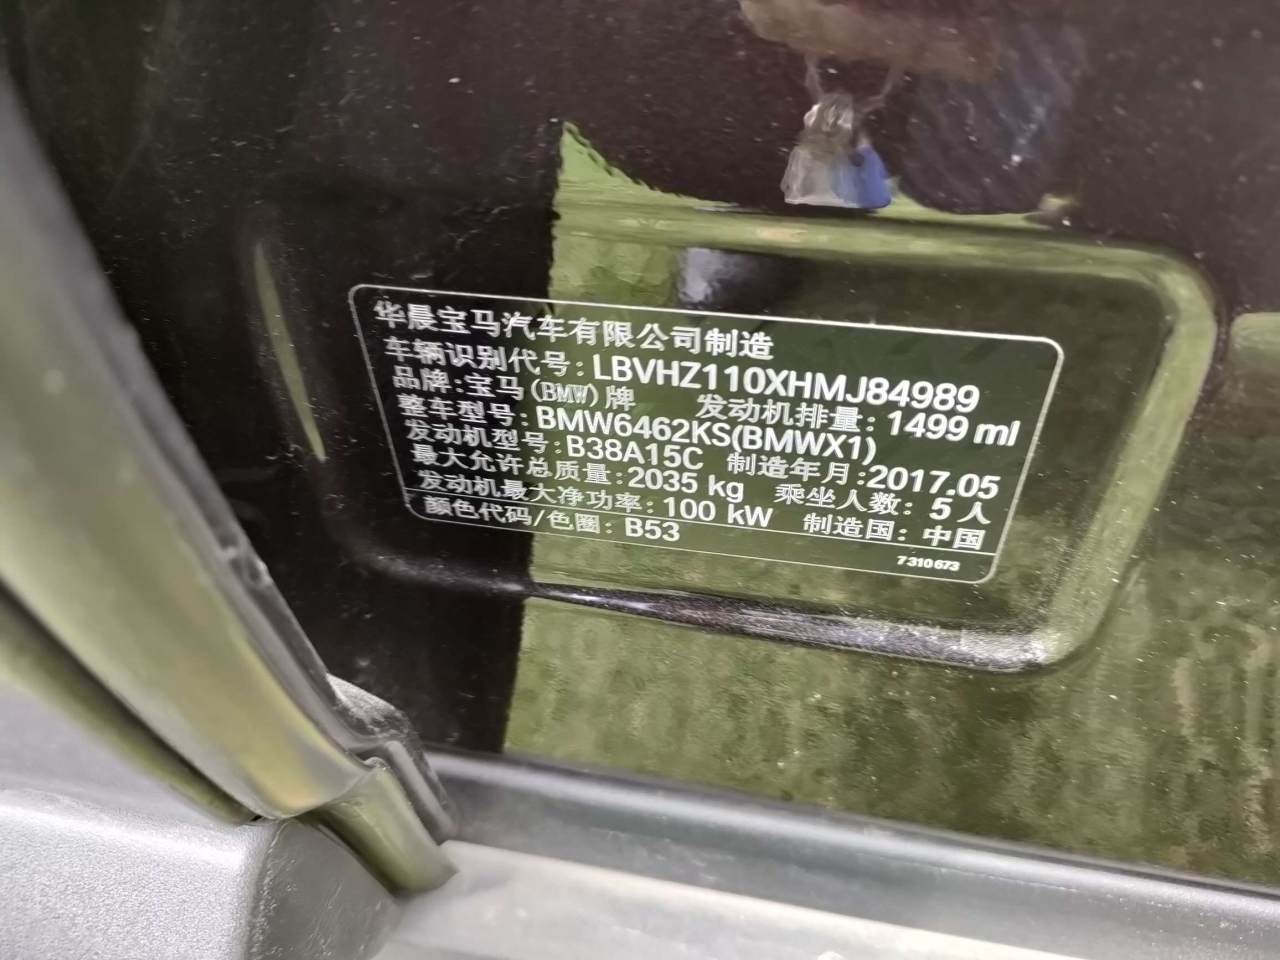 华晨宝马汽车有限公司制造
车辆识别代号: LBVHZ110XHMJ84989
品牌:宝马(BMW)牌 发动机排量: 1499 ml
整车型号: BMW6462KS(BMWX1)
发动机型号: B38A15C 制造年月:2017.05
最大允许总质量: 2035 kg 乘坐人数: 5 人
发动机最大净功率: 100 kW 制造国: 中国
颜色代码/色圈: B53
7310673